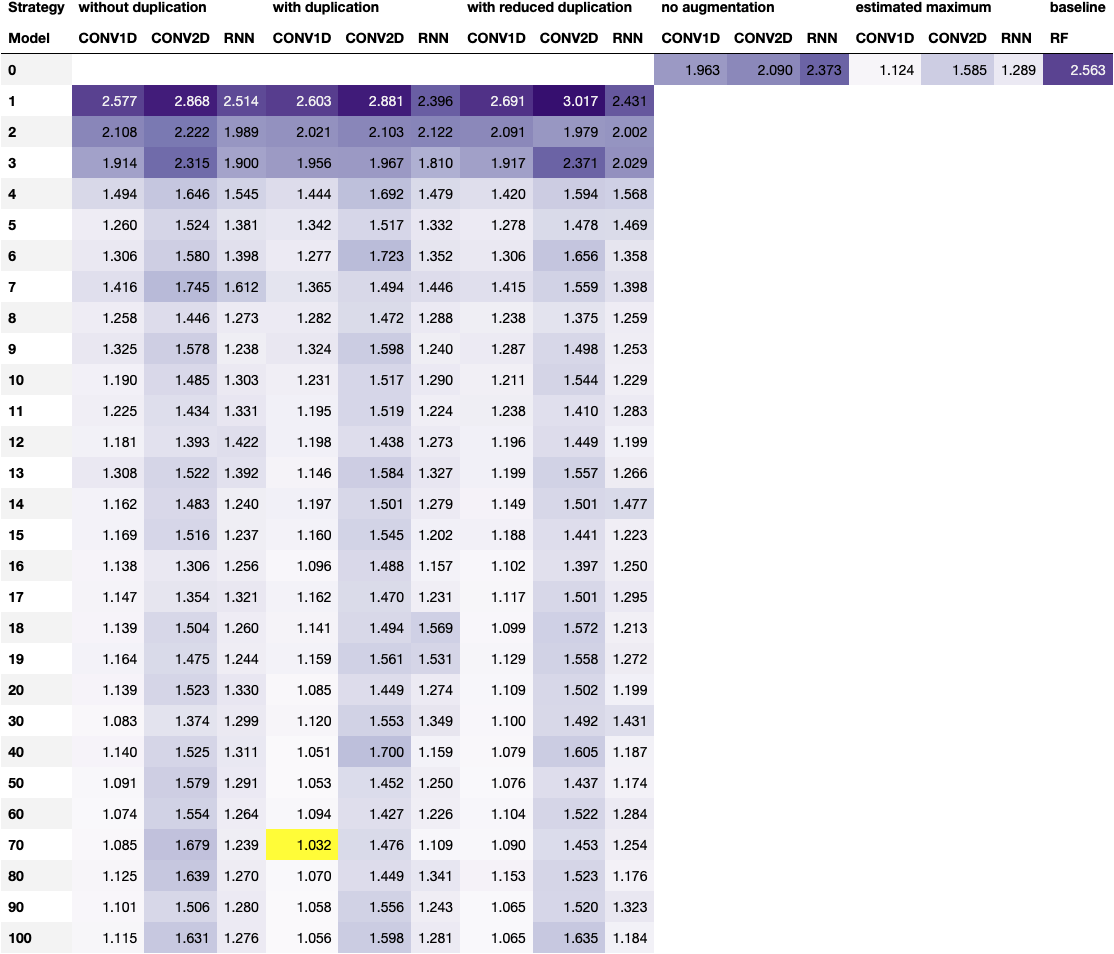 Strategy without duplication with duplication with reduced duplication no augmentation estimated maximum baseline
Model CONV1D CONV2D RNN CONV1D CONV2D RNN CONV1D CONV2D RNN CONV1D CONV2D RNN CONV1D CONV2D RNN RF
0 1.963 2.090 2.373 1.124 1.585 1.289 2.563
1 2.577 2.868 2.514 2.603 2.881 2.396 2.691 3.017 2.431
2 2.108 2.222 1.989 2.021 2.103 2.122 2.091 1.979 2.002
3 1.914 2.315 1.900 1.956 1.967 1.810 1.917 2.371 2.029
4 1.494 1.646 1.545 1.444 1.692 1.479 1.420 1.594 1.568
5 1.260 1.524 1.381 1.342 1.517 1.332 1.278 1.478 1.469
6 1.306 1.580 1.398 1.277 1.723 1.352 1.306 1.656 1.358
7 1.416 1.745 1.612 1.365 1.494 1.446 1.415 1.559 1.398
8 1.258 1.446 1.273 1.282 1.472 1.288 1.238 1.375 1.259
9 1.325 1.578 1.238 1.324 1.598 1.240 1.287 1.498 1.253
10 1.190 1.485 1.303 1.231 1.517 1.290 1.211 1.544 1.229
11 1.225 1.434 1.331 1.195 1.519 1.224 1.238 1.410 1.283
12 1.181 1.393 1.422 1.198 1.438 1.273 1.196 1.449 1.199
13 1.308 1.522 1.392 1.146 1.584 1.327 1.199 1.557 1.266
14 1.162 1.483 1.240 1.197 1.501 1.279 1.149 1.501 1.477
15 1.169 1.516 1.237 1.160 1.545 1.202 1.188 1.441 1.223
16 1.138 1.306 1.256 1.096 1.488 1.157 1.102 1.397 1.250
17 1.147 1.354 1.321 1.162 1.470 1.231 1.117 1.501 1.295
18 1.139 1.504 1.260 1.141 1.494 1.569 1.099 1.572 1.213
19 1.164 1.475 1.244 1.159 1.561 1.531 1.129 1.558 1.272
20 1.139 1.523 1.330 1.085 1.449 1.274 1.109 1.502 1.199
30 1.083 1.374 1.299 1.120 1.553 1.349 1.100 1.492 1.431
40 1.140 1.525 1.311 1.051 1.700 1.159 1.079 1.605 1.187
50 1.091 1.579 1.291 1.053 1.452 1.250 1.076 1.437 1.174
60 1.074 1.554 1.264 1.094 1.427 1.226 1.104 1.522 1.284
70 1.085 1.679 1.239 1.032 1.476 1.109 1.090 1.453 1.254
80 1.125 1.639 1.270 1.070 1.449 1.341 1.153 1.523 1.176
90 1.101 1.506 1.280 1.058 1.556 1.243 1.065 1.520 1.323
100 1.115 1.631 1.276 1.056 1.598 1.281 1.065 1.635 1.184